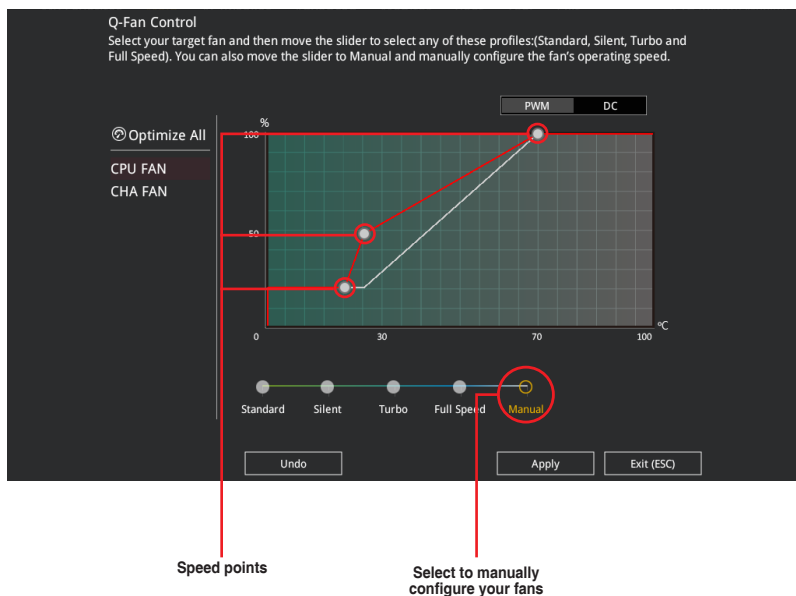 Q-Fan Control
Select your target fan and then move the slider to select any of these profiles:(Standard, Silent, Turbo and
Full Speed). You can also move the slider to Manual and manually configure the fan's operating speed.
PWM DC
%
Optimize All
100
CPU FAN
CHA FAN
50
°C
0 30 70 100
Standard Silent Turbo Full Speed Manual
Undo Apply Exit (ESC)
Speed points
Select to manually
configure your fans